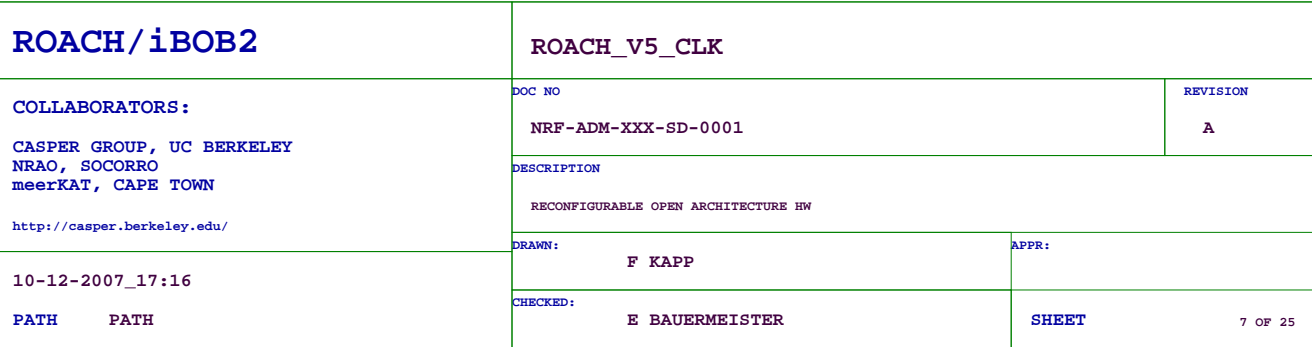 ROACH/iBOB2
COLLABORATORS:
CASPER GROUP, UC BERKELEY
NRAO, SOCORRO
meerKAT, CAPE TOWN
http://casper.berkeley.edu/
10-12-2007_17:16
PATH PATH
ROACH_V5_CLK
DOC NO
NRF-ADM-XXX-SD-0001
REVISION
A
DESCRIPTION
RECONFIGURABLE OPEN ARCHITECTURE HW
DRAWN:
F KAPP
APPR:
CHECKED:
E BAUERMEISTER
SHEET 7 OF 25